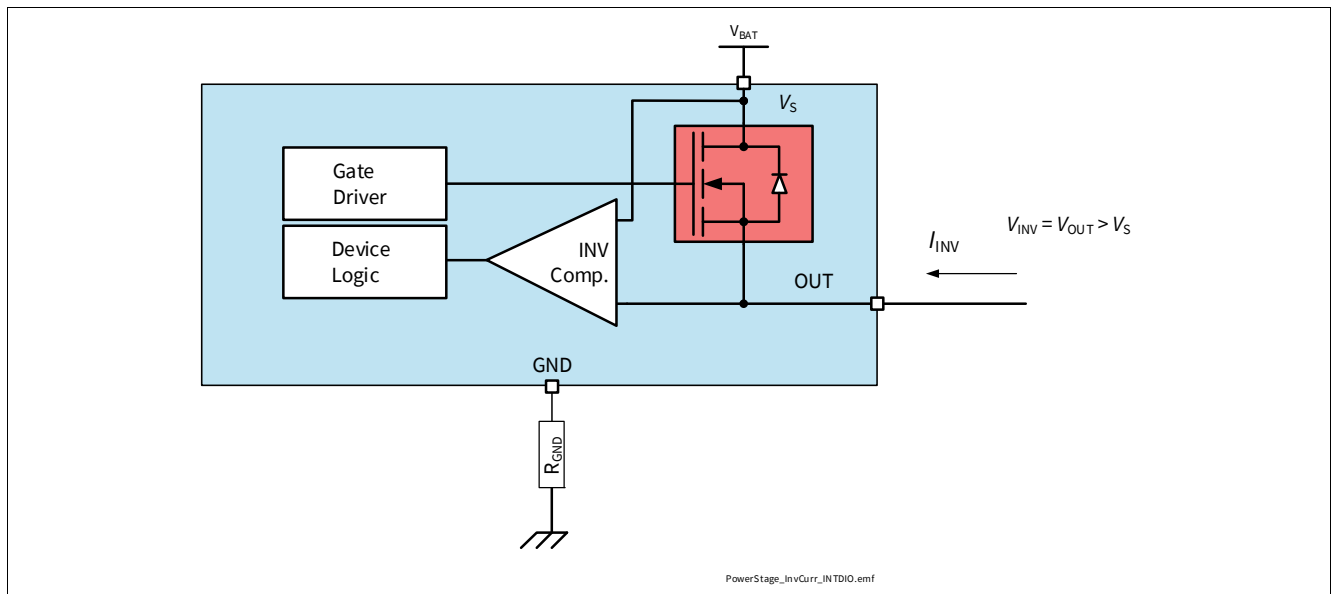 VBAT
VS
Gate
Driver
Device
Logic
INV
Comp.
IINV
VINV = VOUT > VS
OUT
GND
RGND
PowerStage_InvCurr_INTDIO.emf